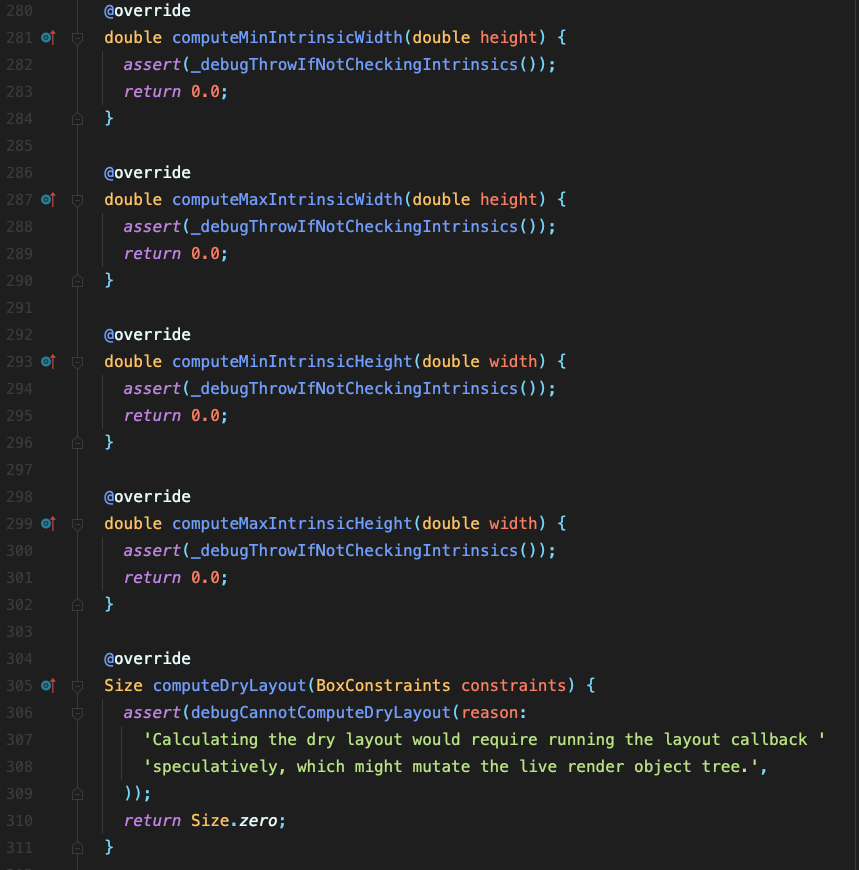 280 @override
281 double computeMinIntrinsicWidth(double height) {
282 assert(_debugThrowIfNotCheckingIntrinsics());
283 return 0.0;
284 }
285
286 @override
287 double computeMaxIntrinsicWidth(double height) {
288 assert(_debugThrowIfNotCheckingIntrinsics());
289 return 0.0;
290 }
291
292 @override
293 double computeMinIntrinsicHeight(double width) {
294 assert(_debugThrowIfNotCheckingIntrinsics());
295 return 0.0;
296 }
297
298 @override
299 double computeMaxIntrinsicHeight(double width) {
300 assert(_debugThrowIfNotCheckingIntrinsics());
301 return 0.0;
302 }
303
304 @override
305 Size computeDryLayout(BoxConstraints constraints) {
306 assert(debugCannotComputeDryLayout(reason:
307 'Calculating the dry layout would require running the layout callback '
308 'speculatively, which might mutate the live render object tree.',
309 ));
310 return Size.zero;
311 }